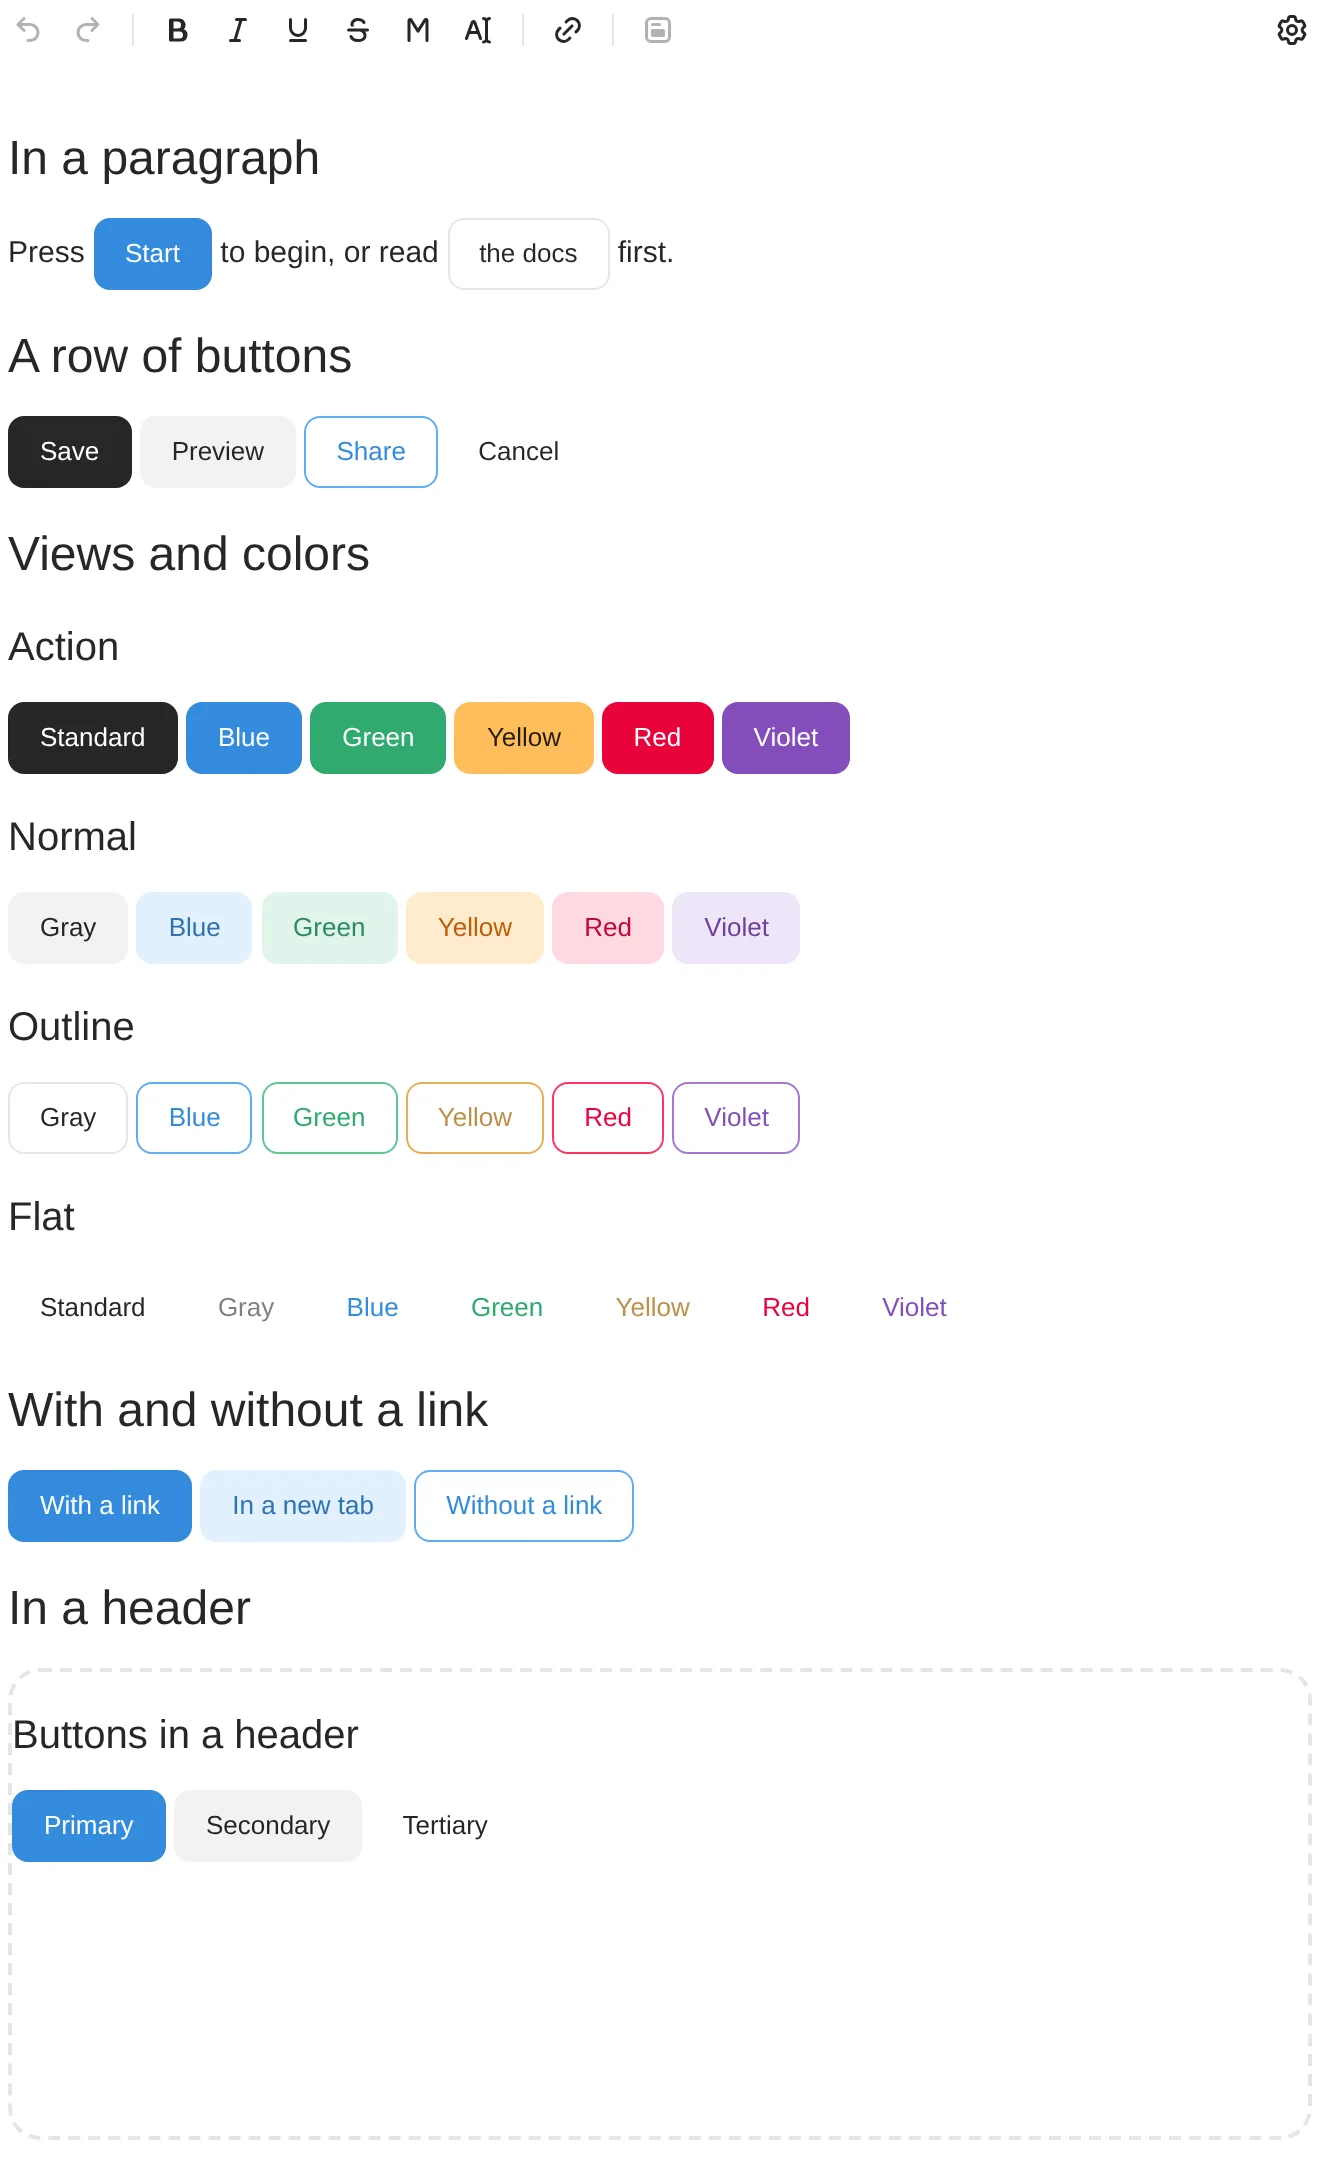 In a paragraph
Press Start to begin, or read the docs first.
A row of buttons
Save Preview Share Cancel
Views and colors
Action
Standard Blue Green Yellow Red Violet
Normal
Gray Blue Green Yellow Red Violet
Outline
Gray Blue Green Yellow Red Violet
Flat
Standard Gray Blue Green Yellow Red Violet
With and without a link
With a link In a new tab Without a link
In a header
Buttons in a header
Primary Secondary Tertiary